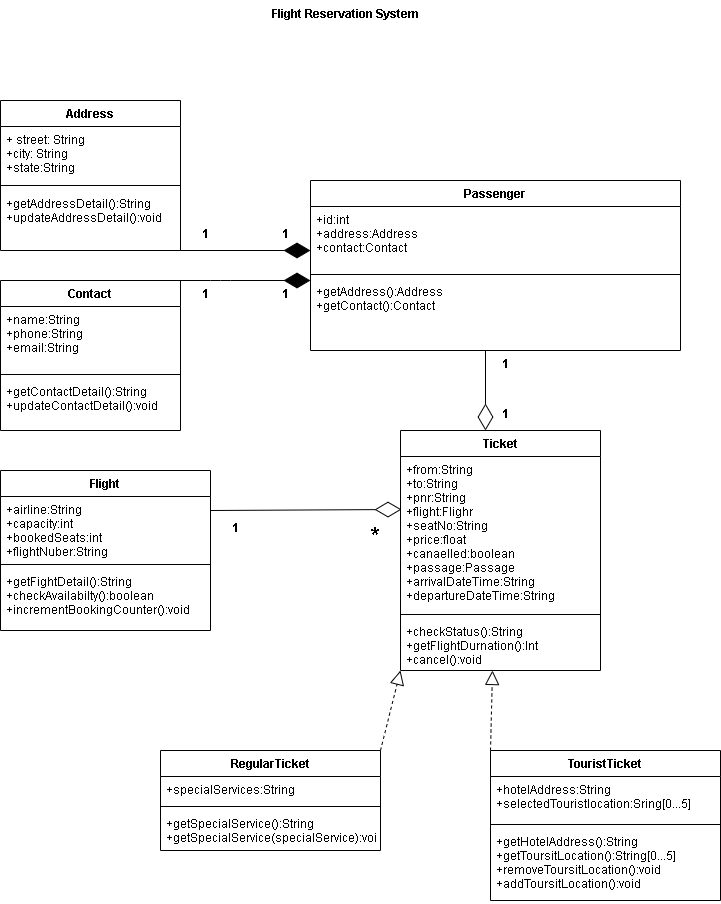 Flight Reservation System
Address
+ street: String
+city: String
+state:String
+getAddressDetail():String
+updateAddressDetail():void
1
1
Passenger
+id:int
+address:Address
+contact:Contact
+getAddress():Address
+getContact():Contact
Contact
+name:String
+phone:String
+email:String
+getContactDetail():String
+updateContactDetail():void
1
1
1
1
Ticket
+from:String
+to:String
+pnr:String
+flight:Flighr
+seatNo:String
+price:float
+canaelled:boolean
+passage:Passage
+arrivalDateTime:String
+departureDateTime:String
+checkStatus():String
+getFlightDurnation():Int
+cancel():void
Flight
+airline:String
+capacity:int
+bookedSeats:int
+flightNuber:String
+getFightDetail():String
+checkAvailabilty():boolean
+incrementBookingCounter():void
1
*
RegularTicket
+specialServices:String
+getSpecialService():String
+getSpecialService(specialService):voi
TouristTicket
+hotelAddress:String
+selectedTouristlocation:Sring[0...5]
+getHotelAddress():String
+getToursitLocation():String[0...5]
+removeToursitLocation():void
+addToursitLocation():void